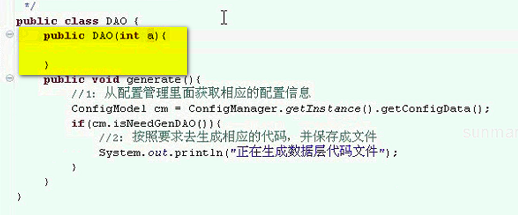 */
public class DAO {
public DAO(int a){
}
public void generate(){
//1: 从配置管理里面获取相应的配置信息
ConfigModel cm = ConfigManager.getInstance().getConfigData();
if(cm.isNeedGenDAO()){
//2: 按照要求去生成相应的代码，并保存成文件
System.out.println("正在生成数据层代码文件");
}
}
}